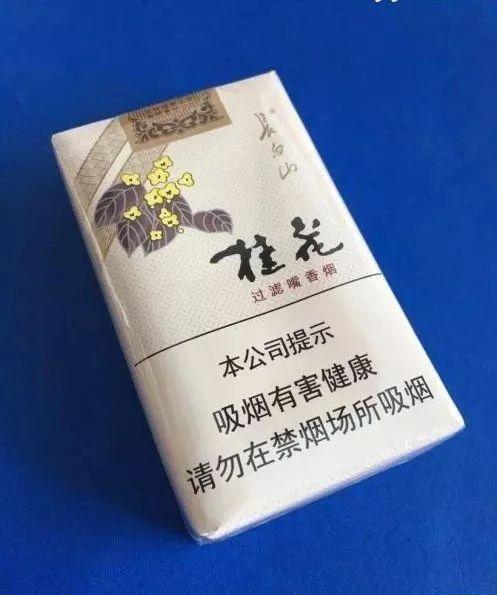 長白山
桂花
过滤嘴香烟
本公司提示
吸烟有害健康
请勿在禁烟场所吸烟